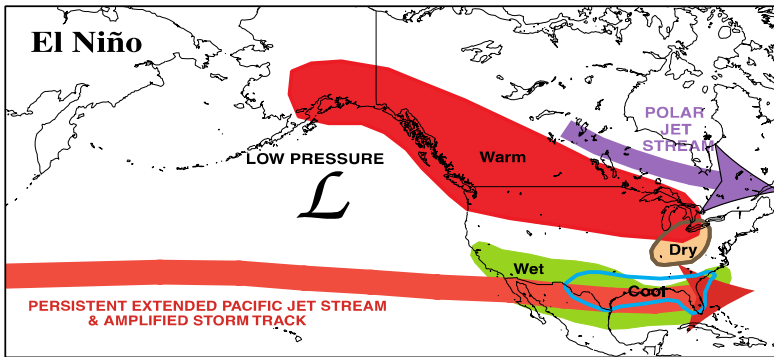 El Niño
POLAR
JET
STREAM
LOW PRESSURE
L
Warm
Dry
Wet
Cool
PERSISTENT EXTENDED PACIFIC JET STREAM
& AMPLIFIED STORM TRACK